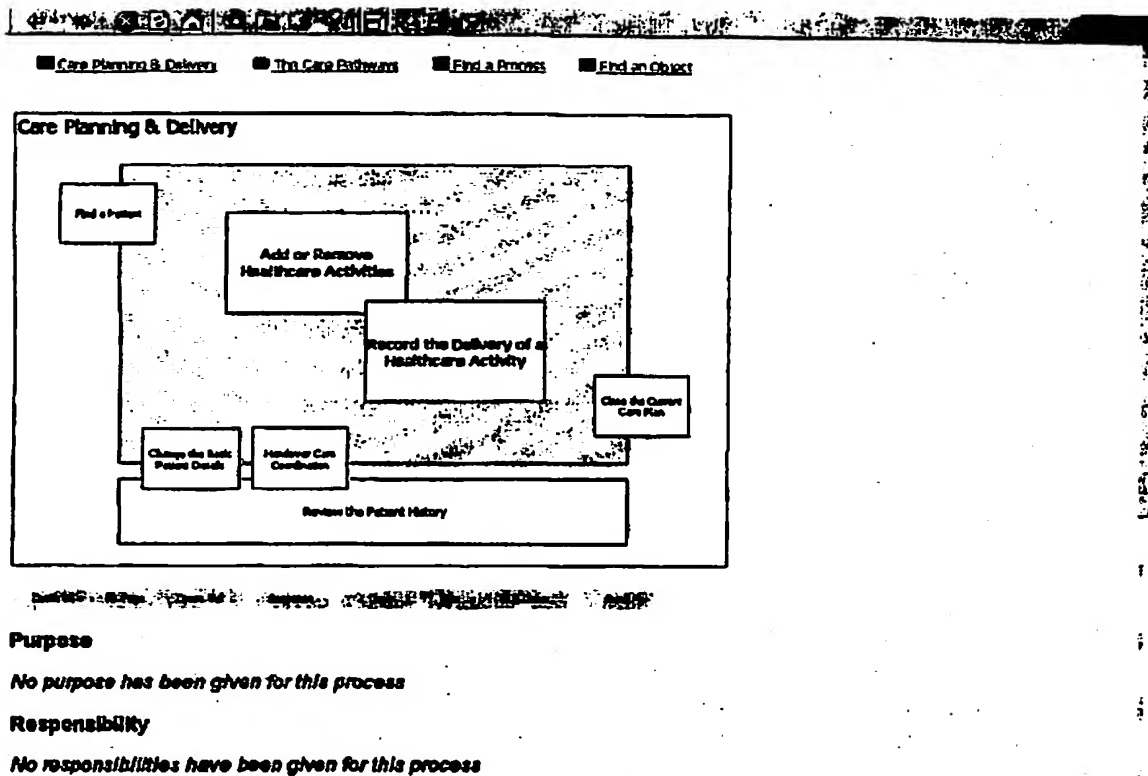 Care Planning & Delivery The Care Pathways Find a Process Find an Object
Care Planning & Delivery
Find a Patient
Add or Remove
Healthcare Activities
Record the Delivery of a
Healthcare Activity
Close the Current
Care Plan
Change the Basic
Patient Details
Handover Care
Coordination
Review the Patient History
Purpose
No purpose has been given for this process
Responsibility
No responsibilities have been given for this process